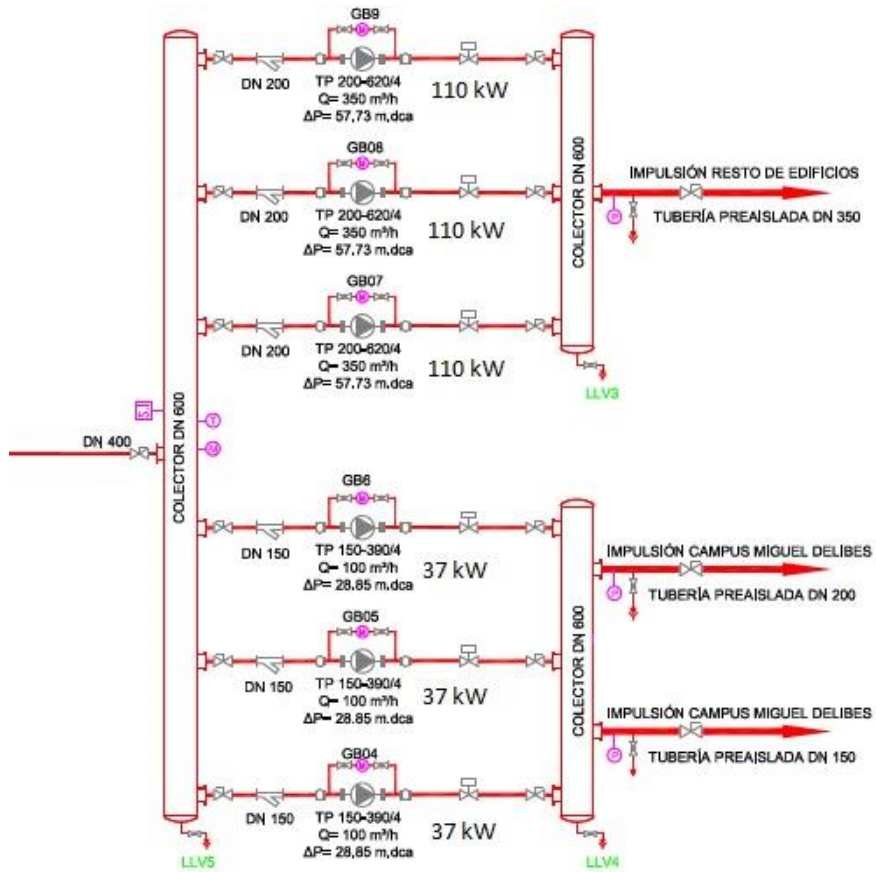 GB9
DN 200
TP 200-620/4
Q= 350 m³/h
ΔP= 57,73 m.dca
110 kW
GB08
DN 200
TP 200-620/4
Q= 350 m³/h
ΔP= 57,73 m.dca
110 kW
GB07
DN 200
TP 200-620/4
Q= 350 m³/h
ΔP= 57,73 m.dca
110 kW
COLECTOR DN 600
IMPULSIÓN RESTO DE EDIFICIOS
P
TUBERÍA PREAISLADA DN 350
LLV3
S.I
T
M
DN 400
COLECTOR DN 600
GB6
DN 150
TP 150-390/4
Q= 100 m³/h
ΔP= 28.85 m.dca
37 kW
GB05
DN 150
TP 150-390/4
Q= 100 m³/h
ΔP= 28.85 m.dca
37 kW
GB04
DN 150
TP 150-390/4
Q= 100 m³/h
ΔP= 28,85 m.dca
37 kW
COLECTOR DN 600
IMPULSIÓN CAMPUS MIGUEL DELIBES
P
TUBERÍA PREAISLADA DN 200
IMPULSIÓN CAMPUS MIGUEL DELIBES
P
TUBERÍA PREAISLADA DN 150
LLV5
LLV4